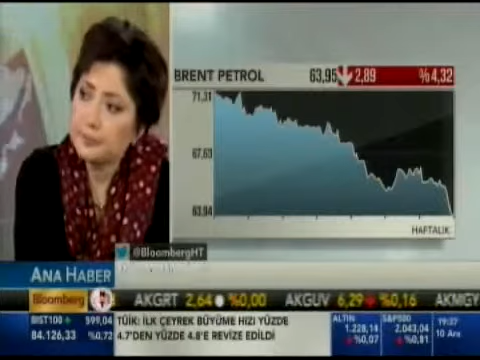 BRENT PETROL 63,95 2,89 %4,32
71,31
67,63
63,94
HAFTALIK
@BloombergHT
ANA HABER
Bloomberg AKGRT 2,64 %0,00 AKGUV 6,29 %0,16 AKMGY
BIST100 599,04
84.126,33 %0,72
TÜİK: İLK ÇEYREK BÜYÜME HIZI YÜZDE
4.7'DEN YÜZDE 4.8'E REVİZE EDİLDİ
ALTIN S&P500
1.228,14 2.043,04
%0,07 %0,81
19:37
10 Ara